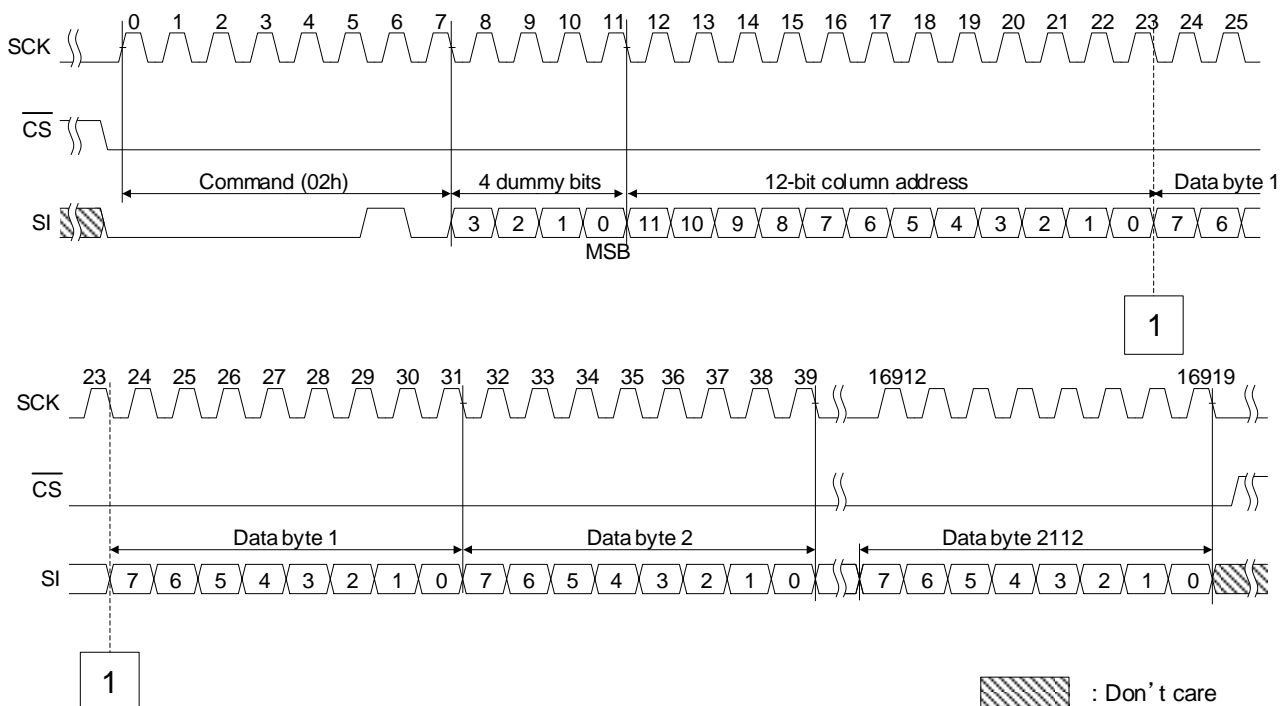 0 1 2 3 4 5 6 7 8 9 10 11 12 13 14 15 16 17 18 19 20 21 22 23 24 25
SCK
CS
Command (02h) 4 dummy bits 12-bit column address Data byte 1
SI 3 2 1 0 11 10 9 8 7 6 5 4 3 2 1 0 7 6
MSB
1
23 24 25 26 27 28 29 30 31 32 33 34 35 36 37 38 39 16912 16919
SCK
CS
Data byte 1 Data byte 2 Data byte 2112
SI 7 6 5 4 3 2 1 0 7 6 5 4 3 2 1 0 7 6 5 4 3 2 1 0
1
: Don’t care